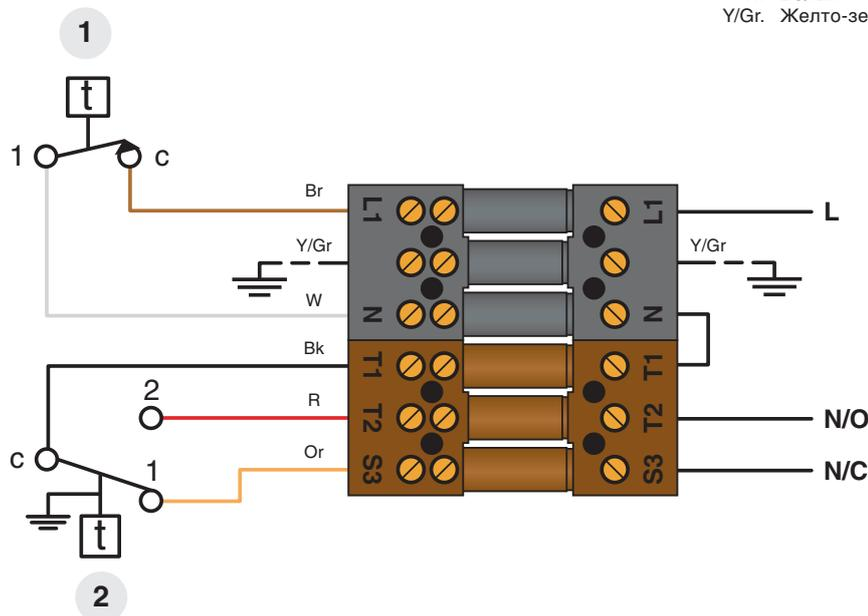 Y/Gr. Желто-зе
1
t
1 c
Br
L1 L1 L
Y/Gr Y/Gr
W
N N
Bk
T1 T1
2
R
T2 T2 N/O
c
1
Or
S3 S3 N/C
t
2